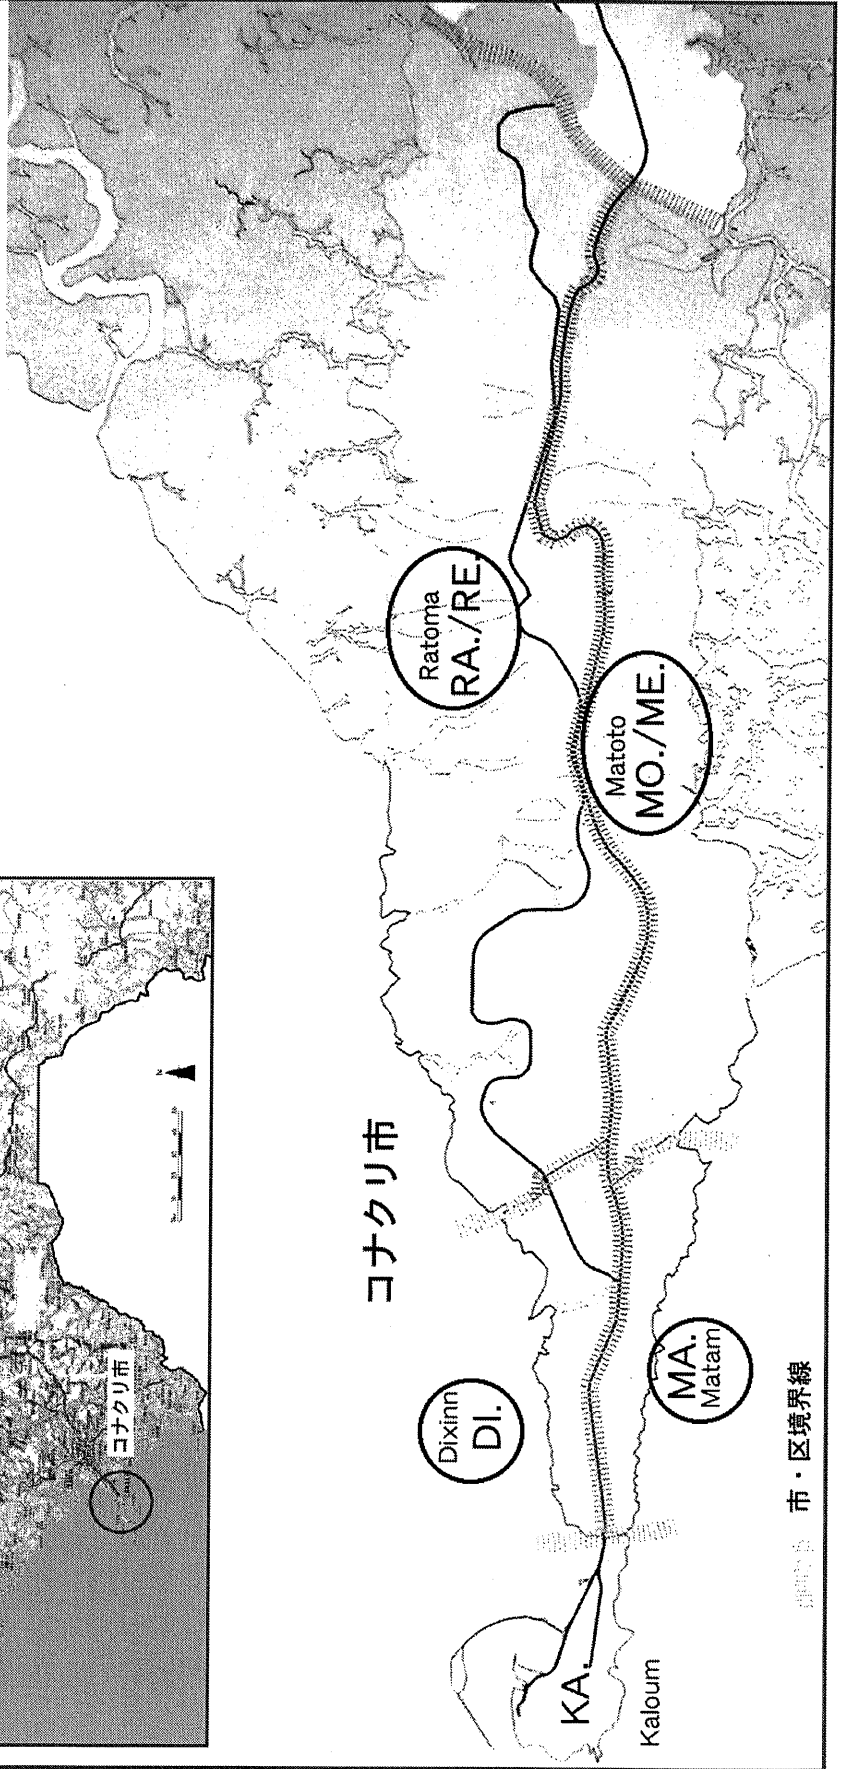 コナクリ市
コナクリ市
Ratoma
RA./RE.
Matoto
MO./ME.
Dixinn
DI.
MA.
Matam
KA.
Kaloum
市・区境界線